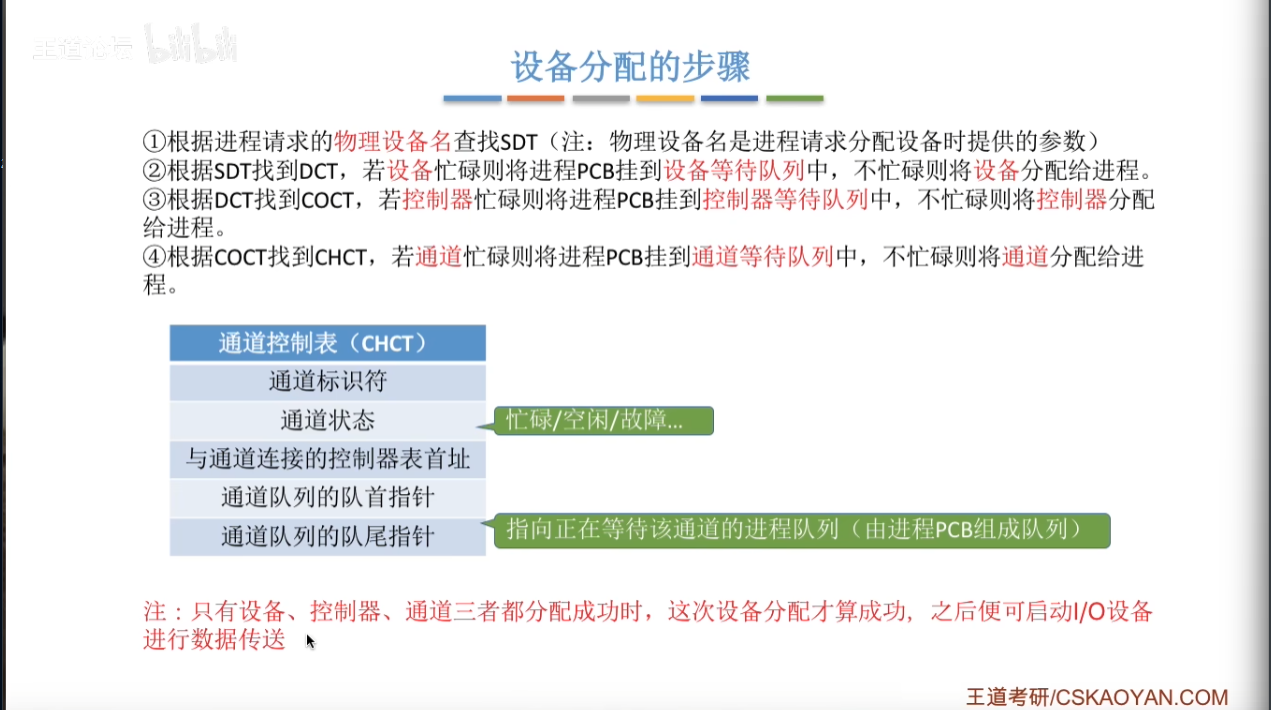 王道论坛 bilibili
设备分配的步骤
①根据进程请求的物理设备名查找SDT（注：物理设备名是进程请求分配设备时提供的参数）
②根据SDT找到DCT，若设备忙碌则将进程PCB挂到设备等待队列中，不忙碌则将设备分配给进程。
③根据DCT找到COCT，若控制器忙碌则将进程PCB挂到控制器等待队列中，不忙碌则将控制器分配
给进程。
④根据COCT找到CHCT，若通道忙碌则将进程PCB挂到通道等待队列中，不忙碌则将通道分配给进
程。
通道控制表（CHCT）
通道标识符
通道状态
忙碌/空闲/故障...
与通道连接的控制器表首址
通道队列的队首指针
通道队列的队尾指针
指向正在等待该通道的进程队列（由进程PCB组成队列）
注：只有设备、控制器、通道三者都分配成功时，这次设备分配才算成功，之后便可启动I/O设备
进行数据传送
王道考研/CSKAOYAN.COM